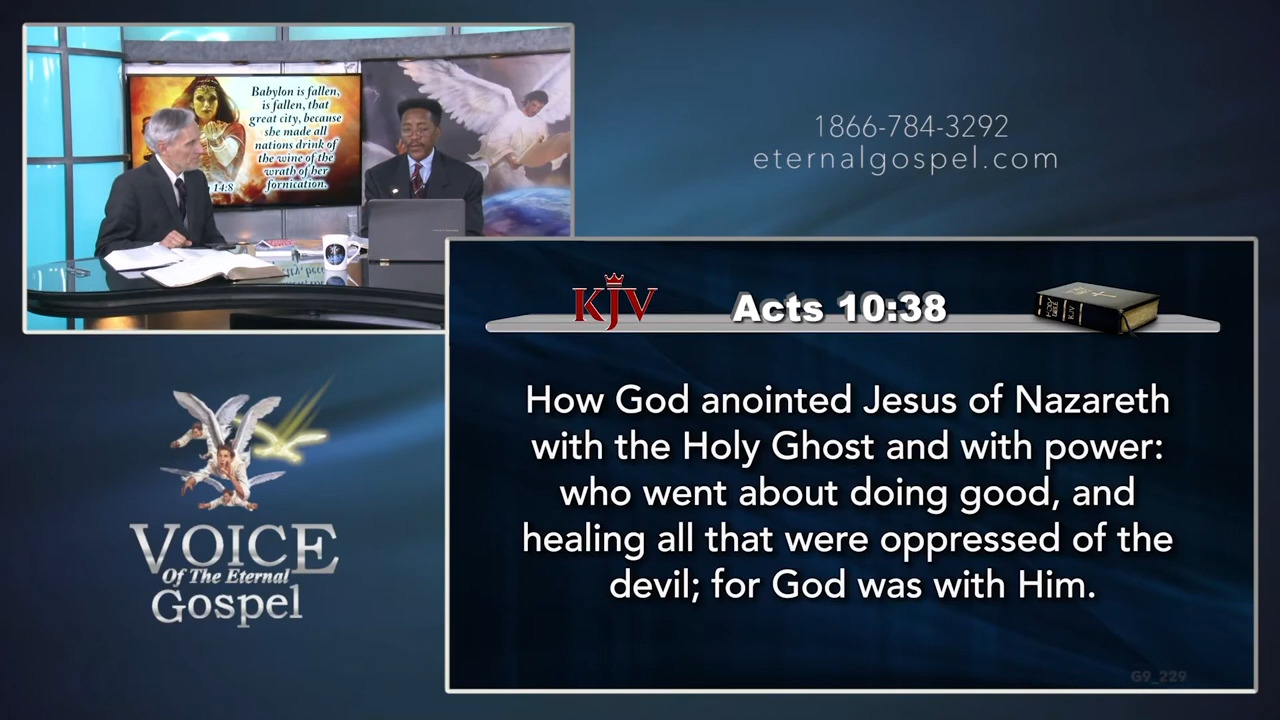 Babylon is fallen,
is fallen, that
great city, because
she made all
nations drink of
the wine of the
wrath of her
fornication.
14:8
1866-784-3292
eternalgospel.com
KJV
Acts 10:38
HOLY
BIBLE
KJV
How God anointed Jesus of Nazareth
with the Holy Ghost and with power:
who went about doing good, and
healing all that were oppressed of the
devil; for God was with Him.
VOICE
Of The Eternal
Gospel
G9_229